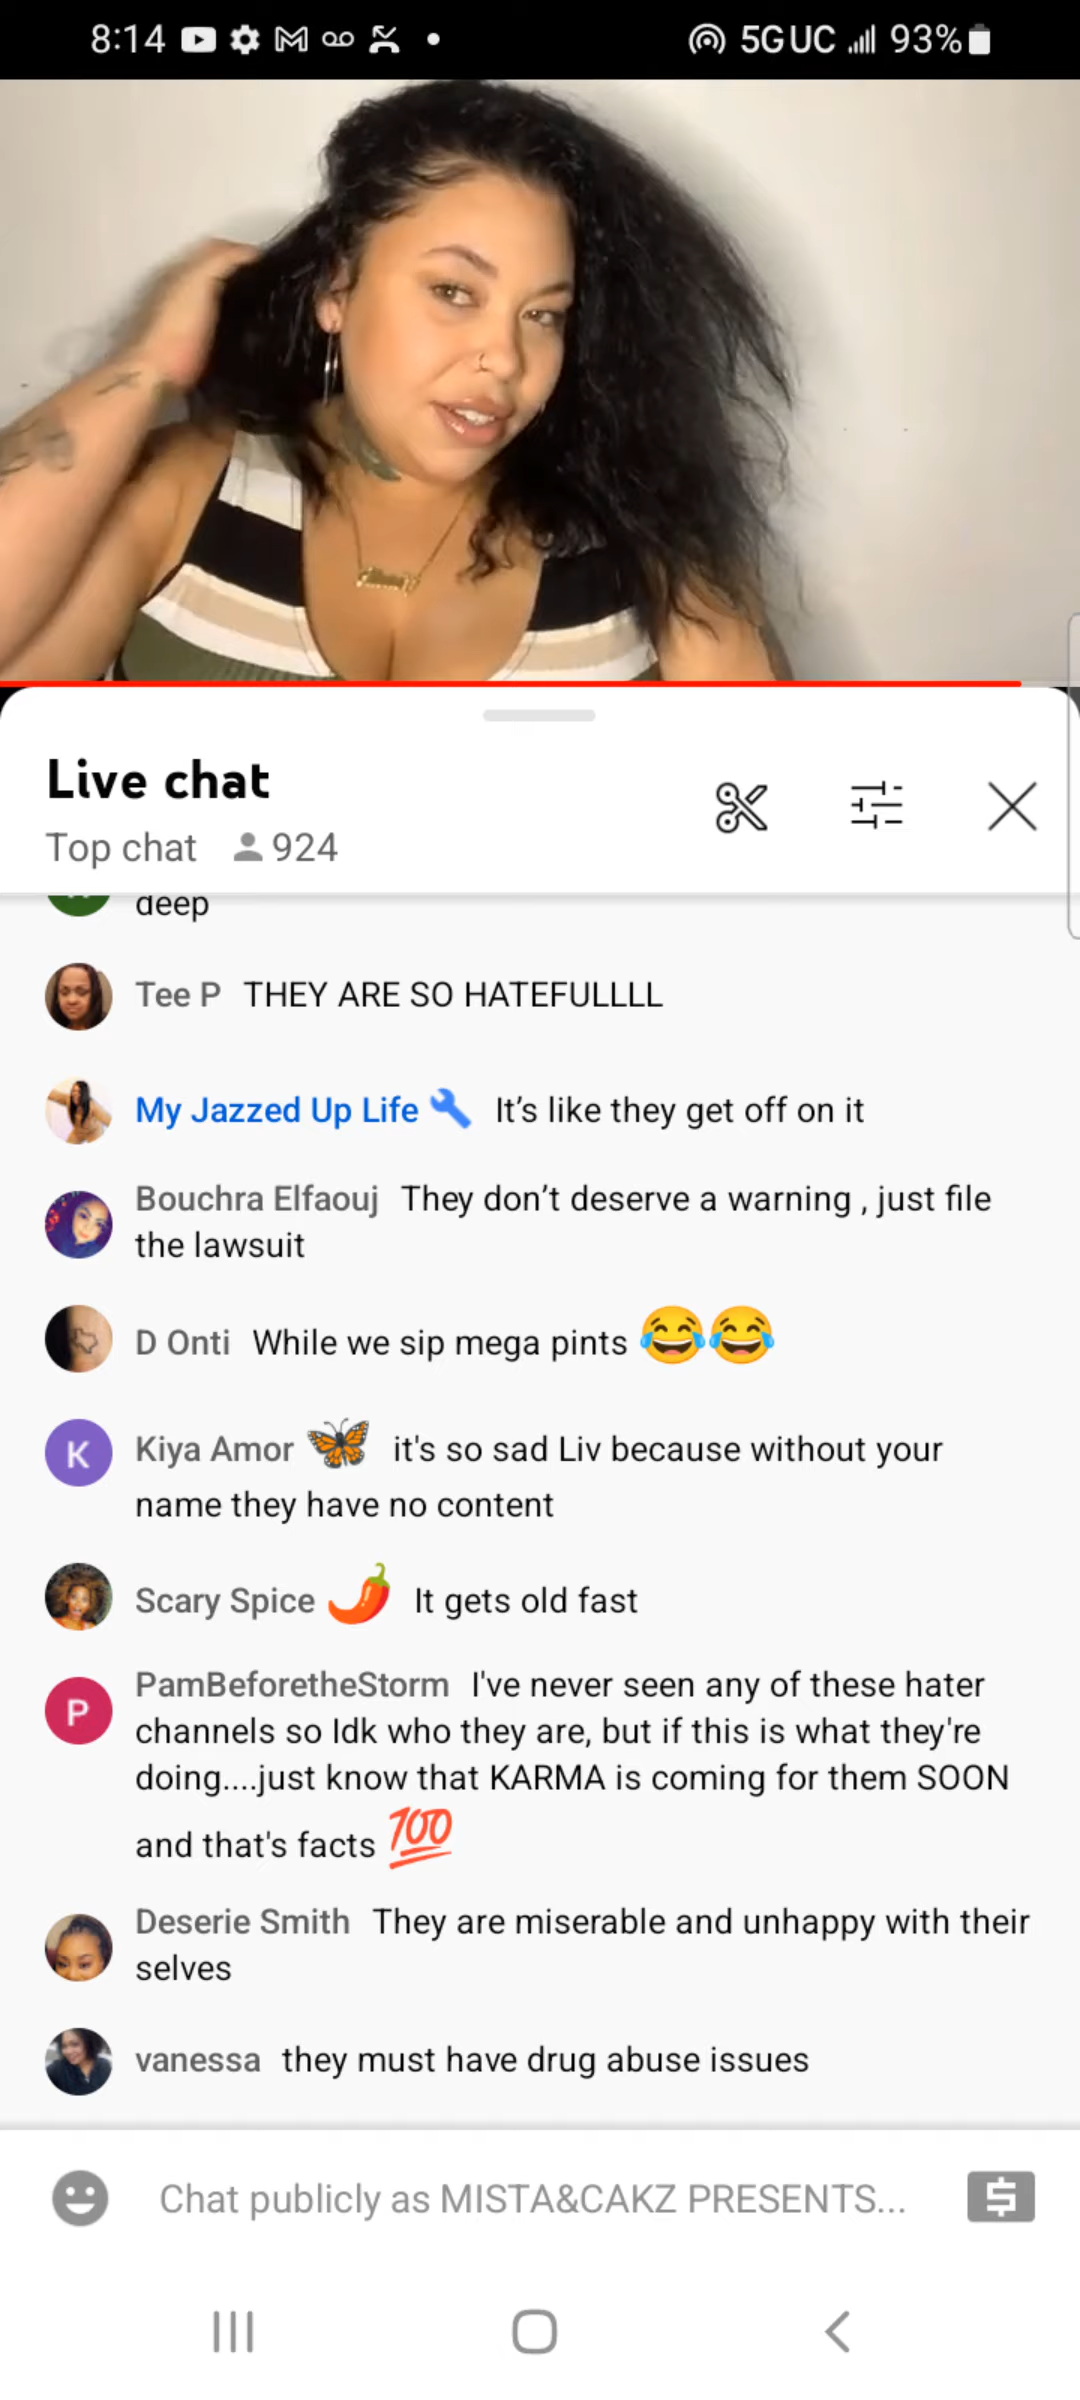 8:14 5G UC 93%
Live chat
Top chat 924
deep
Tee P THEY ARE SO HATEFULLLL
My Jazzed Up Life It’s like they get off on it
Bouchra Elfaouj They don’t deserve a warning , just file
the lawsuit
D Onti While we sip mega pints 😂😂
Kiya Amor 🦋 it's so sad Liv because without your
name they have no content
Scary Spice 🌶️ It gets old fast
PamBeforetheStorm I've never seen any of these hater
channels so Idk who they are, but if this is what they're
doing....just know that KARMA is coming for them SOON
and that's facts 💯
Deserie Smith They are miserable and unhappy with their
selves
vanessa they must have drug abuse issues
Chat publicly as MISTA&CAKZ PRESENTS...